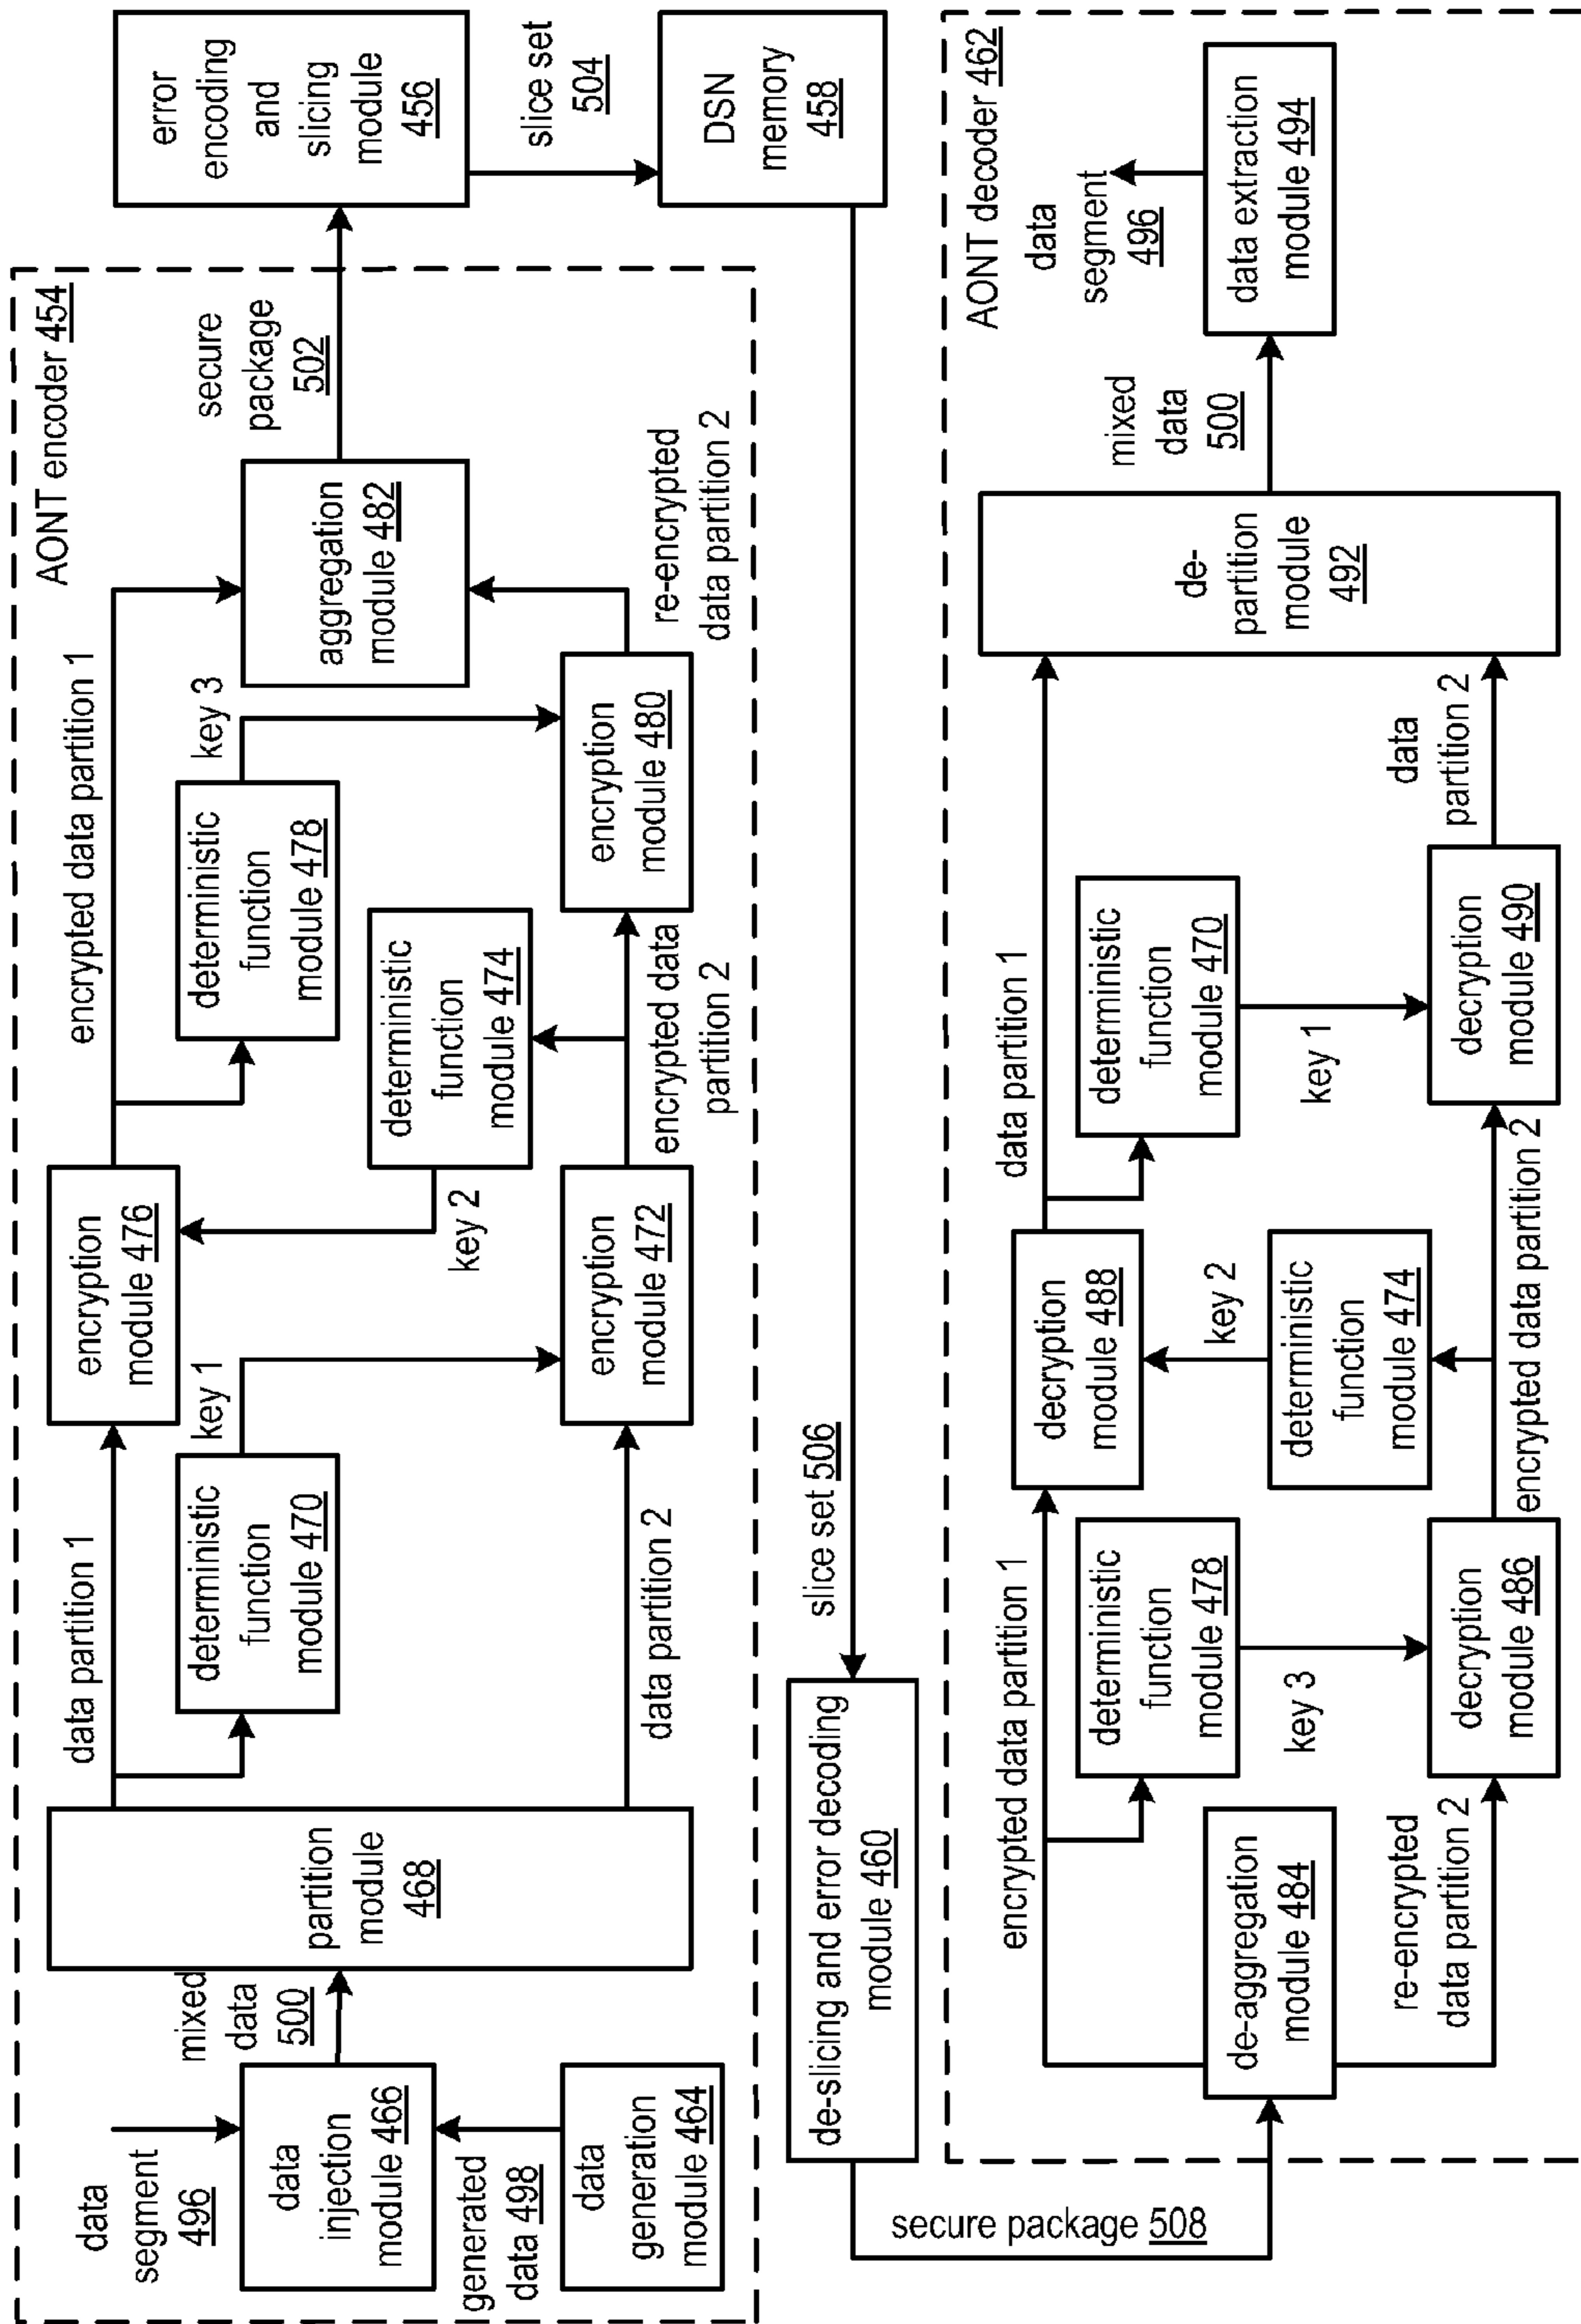 AONT encoder 454
data
segment
496
data
injection
module 466
generated
data 498
data
generation
module 464
mixed
data
500
partition
module
468
data partition 1
deterministic
function
module 470
key 1
data partition 2
encryption
module 476
encryption
module 472
key 2
deterministic
function
module 474
encrypted data
partition 2
encrypted data partition 1
deterministic
function
module 478
key 3
encryption
module 480
re-encrypted
data partition 2
aggregation
module 482
secure
package
502
error
encoding
and
slicing
module
456
slice set
504
DSN
memory
458
slice set 506
de-slicing and error decoding
module 460
secure package 508
AONT decoder 462
de-aggregation
module 484
encrypted data partition 1
re-encrypted
data partition 2
deterministic
function
module 478
key 3
decryption
module 486
encrypted data partition 2
decryption
module 488
key 2
deterministic
function
module 474
data partition 1
deterministic
function
module 470
key 1
decryption
module 490
data
partition 2
de-
partition
module
492
mixed
data
500
data extraction
module 494
data
segment
496